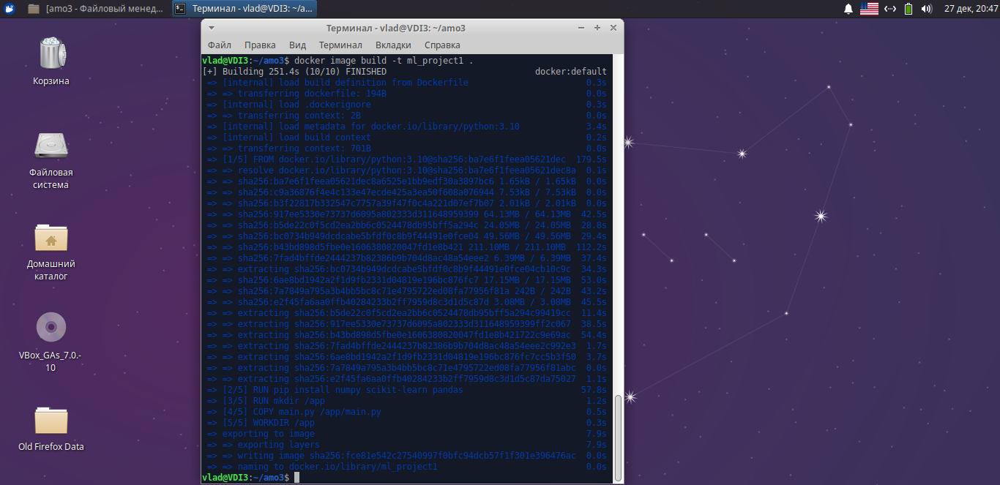 [amo3 - Файловый менед...
Терминал - vlad@VDI3: ~/a...
27 дек, 20:47
Корзина
Файловая
система
Домашний
каталог
VBox_GAs_7.0.-
10
Old Firefox Data
Терминал - vlad@VDI3: ~/amo3
Файл Правка Вид Терминал Вкладки Справка
vlad@VDI3:~/amo3$ docker image build -t ml_project1 .
[+] Building 251.4s (10/10) FINISHED docker:default
=> [internal] load build definition from Dockerfile 0.3s
=> => transferring dockerfile: 194B 0.0s
=> [internal] load .dockerignore 0.3s
=> => transferring context: 2B 0.0s
=> [internal] load metadata for docker.io/library/python:3.10 3.4s
=> [internal] load build context 0.2s
=> => transferring context: 701B 0.0s
=> [1/5] FROM docker.io/library/python:3.10@sha256:ba7e6f1feea05621dec 179.5s
=> => resolve docker.io/library/python:3.10@sha256:ba7e6f1feea05621dec8a 0.1s
=> => sha256:ba7e6f1feea05621dec8a6525e1bb9edf30a3897bc6 1.65kB / 1.65kB 0.0s
=> => sha256:c9a36876f4e4c133e47ecde425a3ea50f608a076944 7.53kB / 7.53kB 0.0s
=> => sha256:b3f22817b332547c7757a39f47f0c4a221d07ef7b07 2.01kB / 2.01kB 0.0s
=> => sha256:917ee5330e73737d6095a802333d311648959399 64.13MB / 64.13MB 42.5s
=> => sha256:b5de22c0f5cd2ea2bb6c0524478db95bff5a294c 24.05MB / 24.05MB 28.8s
=> => sha256:bc0734b949dcdcabe5bfdf0c8b9f44491e0fce04 49.56MB / 49.56MB 29.4s
=> => sha256:b43bd898d5fbe0e1606380820047fd1e8b421 211.10MB / 211.10MB 112.2s
=> => sha256:7fad4bffde2444237b82386b9b704d8ac48a54eee2 6.39MB / 6.39MB 37.4s
=> => extracting sha256:bc0734b949dcdcabe5bfdf0c8b9f44491e0fce04cb10c9c 34.3s
=> => sha256:6ae8bd1942a2f1d9fb2331d04819e196bc876fc7 17.15MB / 17.15MB 53.0s
=> => sha256:7a7849a795a3b4bb5bc8c71e4795722ed08fa77956f81a 242B / 242B 43.2s
=> => sha256:e2f45fa6aa0ffb40284233b2ff7959d8c3d1d5c87d 3.08MB / 3.08MB 45.5s
=> => extracting sha256:b5de22c0f5cd2ea2bb6c0524478db95bff5a294c99419cc 11.4s
=> => extracting sha256:917ee5330e73737d6095a802333d311648959399ff2c067 38.5s
=> => extracting sha256:b43bd898d5fbe0e1606380820047fd1e8b421722c9e69ac 54.4s
=> => extracting sha256:7fad4bffde2444237b82386b9b704d8ac48a54eee2c992e3 1.7s
=> => extracting sha256:6ae8bd1942a2f1d9fb2331d04819e196bc876fc7cc5b3f50 3.7s
=> => extracting sha256:7a7849a795a3b4bb5bc8c71e4795722ed08fa77956f81abc 0.0s
=> => extracting sha256:e2f45fa6aa0ffb40284233b2ff7959d8c3d1d5c87da75027 1.1s
=> [2/5] RUN pip install numpy scikit-learn pandas 57.8s
=> [3/5] RUN mkdir /app 1.2s
=> [4/5] COPY main.py /app/main.py 0.5s
=> [5/5] WORKDIR /app 0.3s
=> exporting to image 7.9s
=> => exporting layers 7.9s
=> => writing image sha256:fce81e542c27540997f0bfc94dcb57f1f301e396476ac 0.0s
=> => naming to docker.io/library/ml_project1 0.0s
vlad@VDI3:~/amo3$